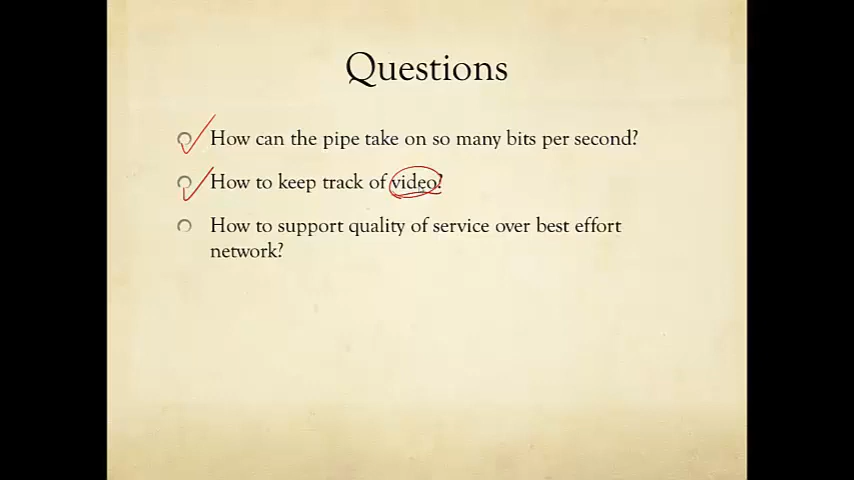 Questions
How can the pipe take on so many bits per second?
How to keep track of video?
How to support quality of service over best effort
network?